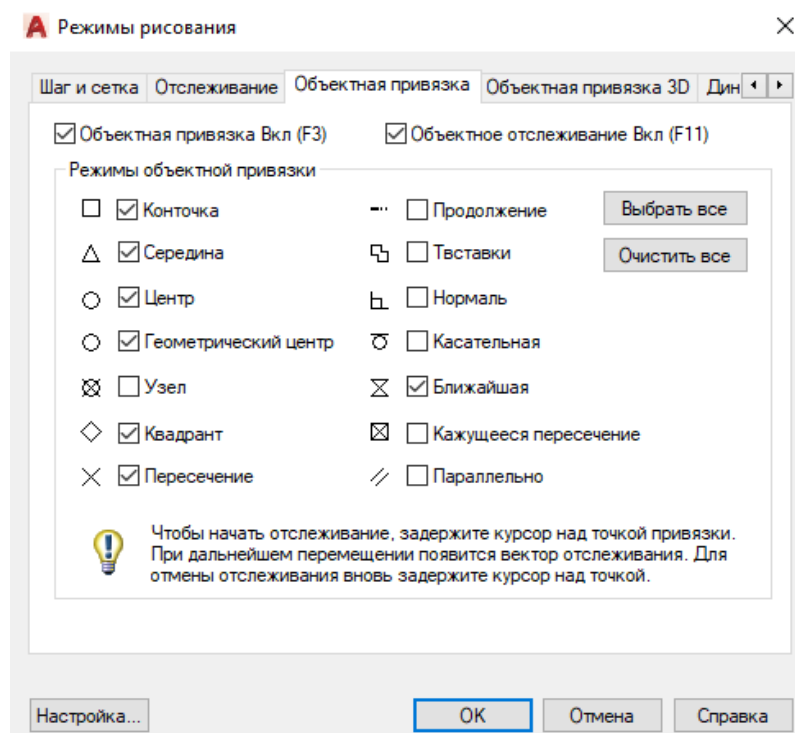 Режимы рисования
Шаг и сетка Отслеживание Объектная привязка Объектная привязка 3D Дин
Объектная привязка Вкл (F3) Объектное отслеживание Вкл (F11)
Режимы объектной привязки
Конточка Продолжение Выбрать все
Середина Твставки Очистить все
Центр Нормаль
Геометрический центр Касательная
Узел Ближайшая
Квадрант Кажущееся пересечение
Пересечение Параллельно
Чтобы начать отслеживание, задержите курсор над точкой привязки.
При дальнейшем перемещении появится вектор отслеживания. Для
отмены отслеживания вновь задержите курсор над точкой.
Настройка... OK Отмена Справка